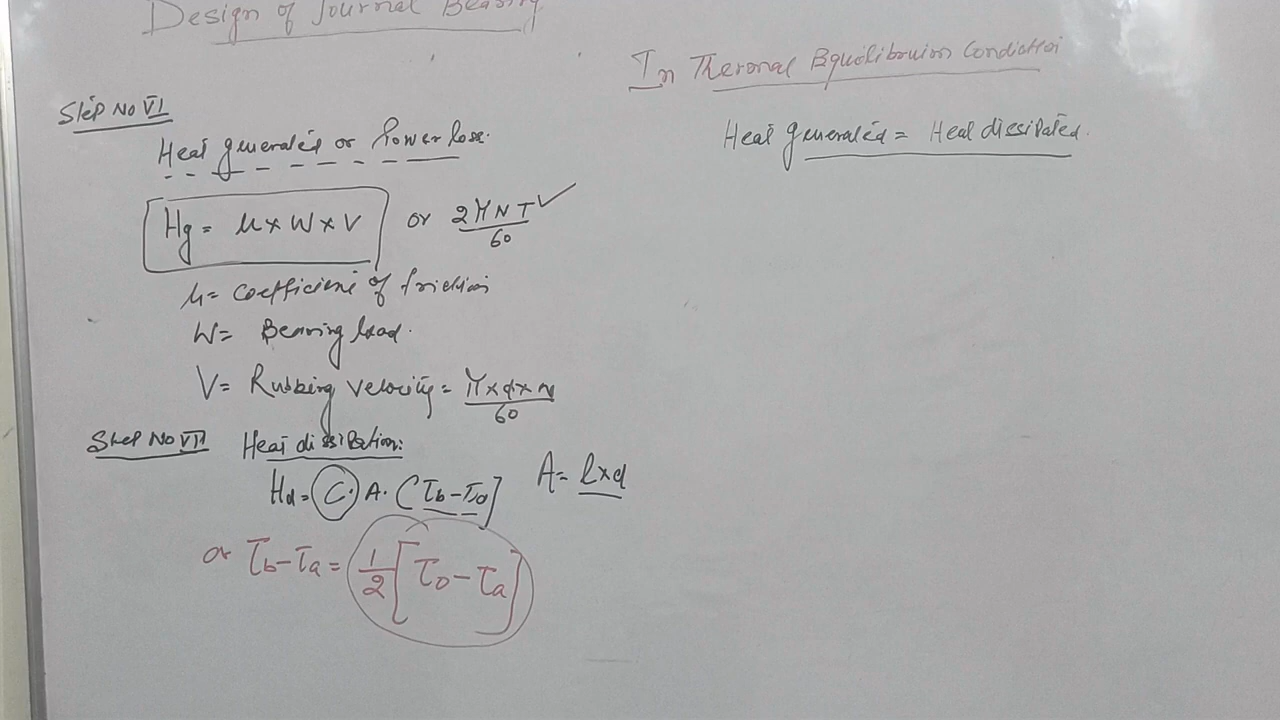 Design of Journal Bearing
Step No VI
Heat generated or Power loss.
Hg = μ × W × V or 2πNT/60
μ = Coefficient of friction
W = Bearing load.
V = Rubbing velocity = π×d×N/60
Step No VII Heat dissipation:
Hd = C. A. (Tb - Ta] A = l×d
or Tb - Ta = 1/2 [To - Ta]
In Thermal Equilibrium Condition
Heat generated = Heat dissipated.